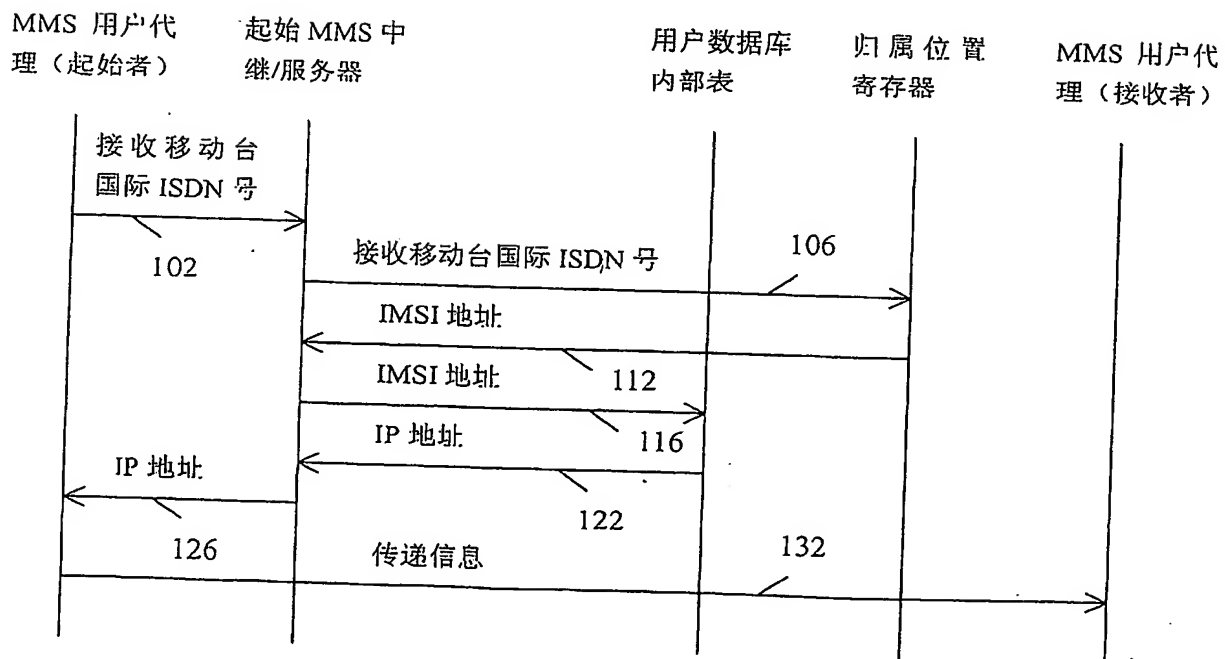 MMS 用户代
理（起始者）
起始 MMS 中
继/服务器
用户数据库
内部表
归属位置
寄存器
MMS 用户代
理（接收者）
接收移动台
国际 ISDN 号
102
接收移动台国际 ISDN 号
106
IMSI 地址
112
IMSI 地址
116
IP 地址
122
IP 地址
126
传递信息
132